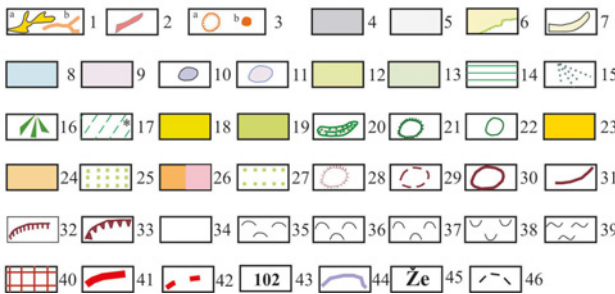 a b 1 2 a b 3 4 5 6 7
8 9 10 11 12 13 14 15
16 * 17 18 19 20 21 22 23
24 25 26 27 28 29 30 31
32 33 34 35 36 37 38 39
40 41 42 102 43 44 Že 45 46